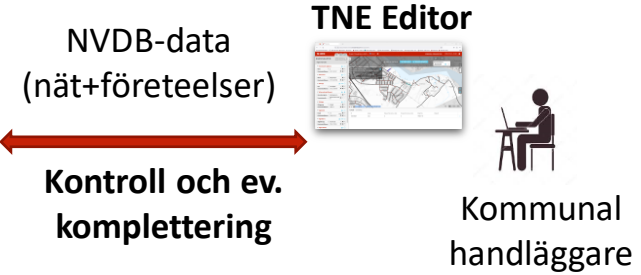 TNE Editor
NVDB-data
(nät+företeelser)
Kontroll och ev.
komplettering
Kommunal
handläggare